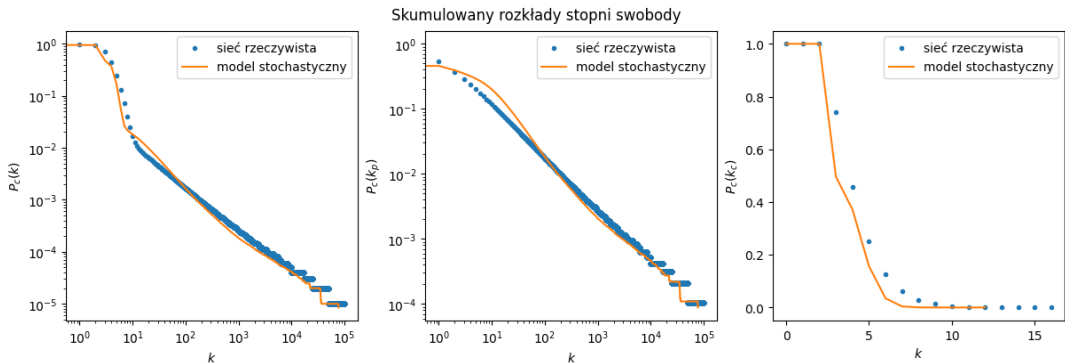 Skumulowany rozkłady stopni swobody
P_c(k)
10^0
10^-1
10^-2
10^-3
10^-4
10^-5
sieć rzeczywista
model stochastyczny
10^0 10^1 10^2 10^3 10^4 10^5
k
P_c(k_p)
10^0
10^-1
10^-2
10^-3
10^-4
sieć rzeczywista
model stochastyczny
10^0 10^1 10^2 10^3 10^4 10^5
k
P_c(k_c)
1.0
0.8
0.6
0.4
0.2
0.0
sieć rzeczywista
model stochastyczny
0 5 10 15
k